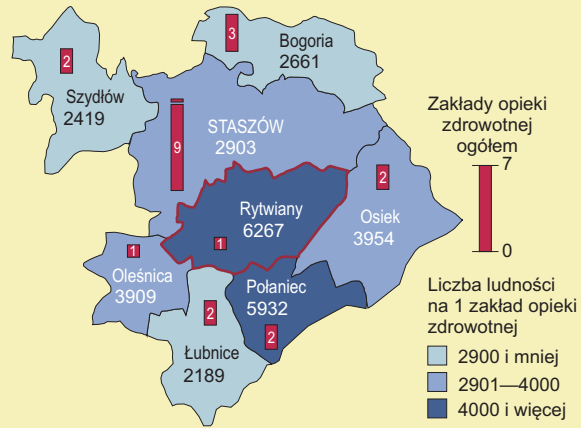 3
Bogoria
2661
2
Szydłów
2419
STASZÓW
2903
9
2
Osiek
3954
Rytwiany
6267
1
1
Oleśnica
3909
Połaniec
5932
2
2
Łubnice
2189
Zakłady opieki
zdrowotnej
ogółem
7
0
Liczba ludności
na 1 zakład opieki
zdrowotnej
2900 i mniej
2901—4000
4000 i więcej